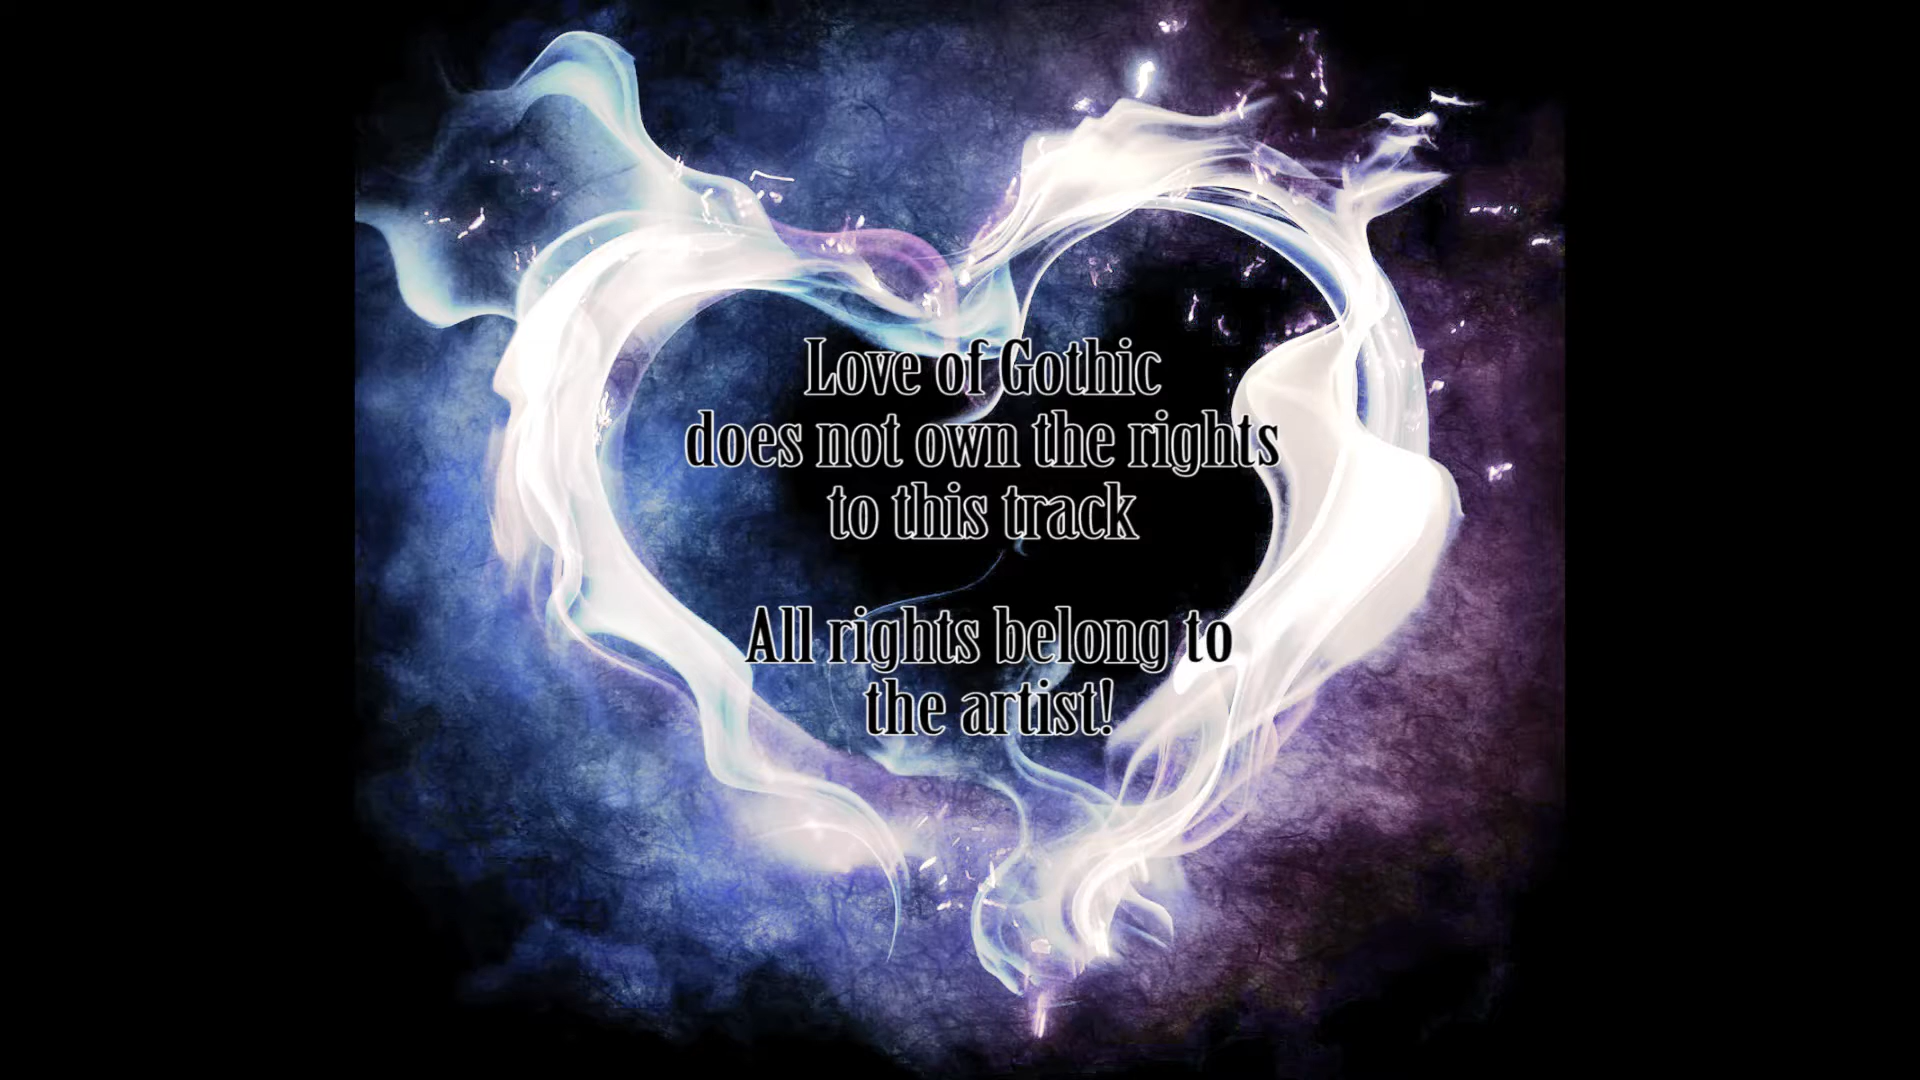 Love of Gothic
does not own the rights
to this track
All rights belong to
the artist!